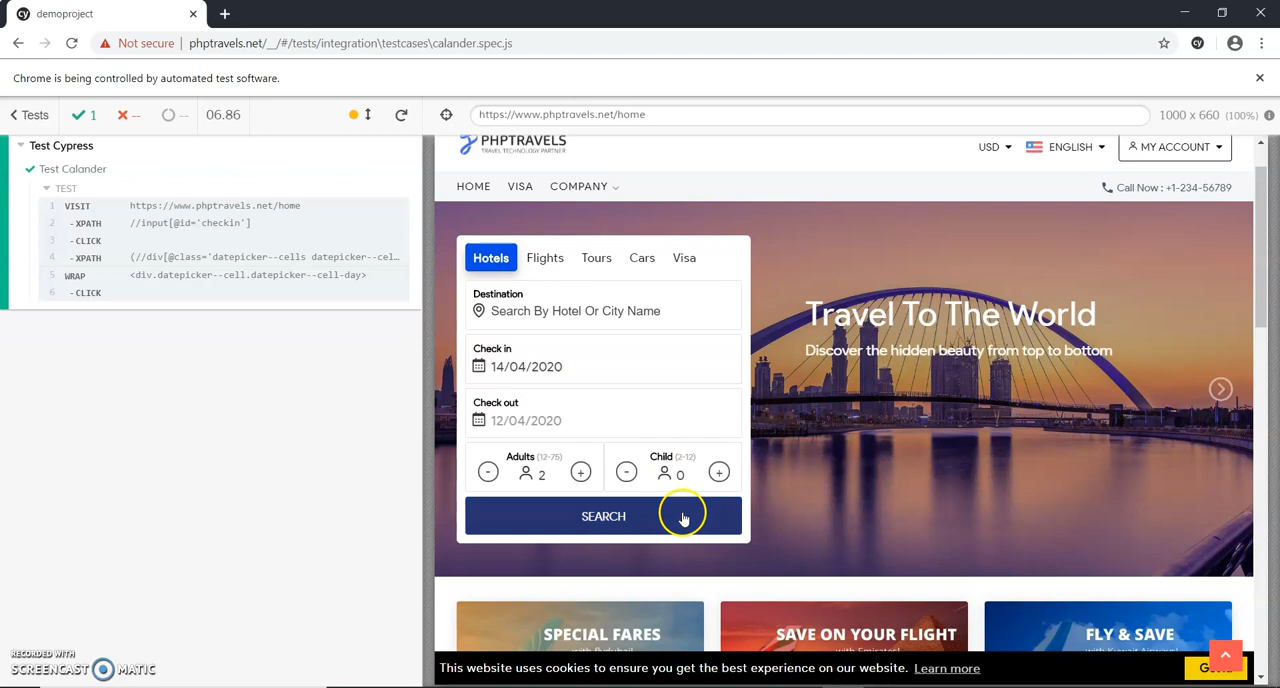 demoproject
Not secure phptravels.net/__/#/tests/integration\testcases\calander.spec.js
Chrome is being controlled by automated test software.
Tests 1 -- -- 06.86
https://www.phptravels.net/home 1000 x 660 (100%)
Test Cypress
Test Calander
TEST
1 VISIT https://www.phptravels.net/home
2 -XPATH //input[@id='checkin']
3 -CLICK
4 -XPATH (//div[@class='datepicker--cells datepicker--cel...
5 WRAP <div.datepicker--cell.datepicker--cell-day>
6 -CLICK
PHPTRAVELS
TRAVEL TECHNOLOGY PARTNER
USD ENGLISH MY ACCOUNT
HOME VISA COMPANY Call Now : +1-234-56789
Hotels Flights Tours Cars Visa
Destination
Search By Hotel Or City Name
Check in
14/04/2020
Check out
12/04/2020
Adults (12-75) Child (2-12)
- 2 + - 0 +
SEARCH
Travel To The World
Discover the hidden beauty from top to bottom
SPECIAL FARES
with flydubai!
SAVE ON YOUR FLIGHT
with Emirates!
FLY & SAVE
with Kuwait Airways!
This website uses cookies to ensure you get the best experience on our website. Learn more
RECORDED WITH
SCREENCAST MATIC